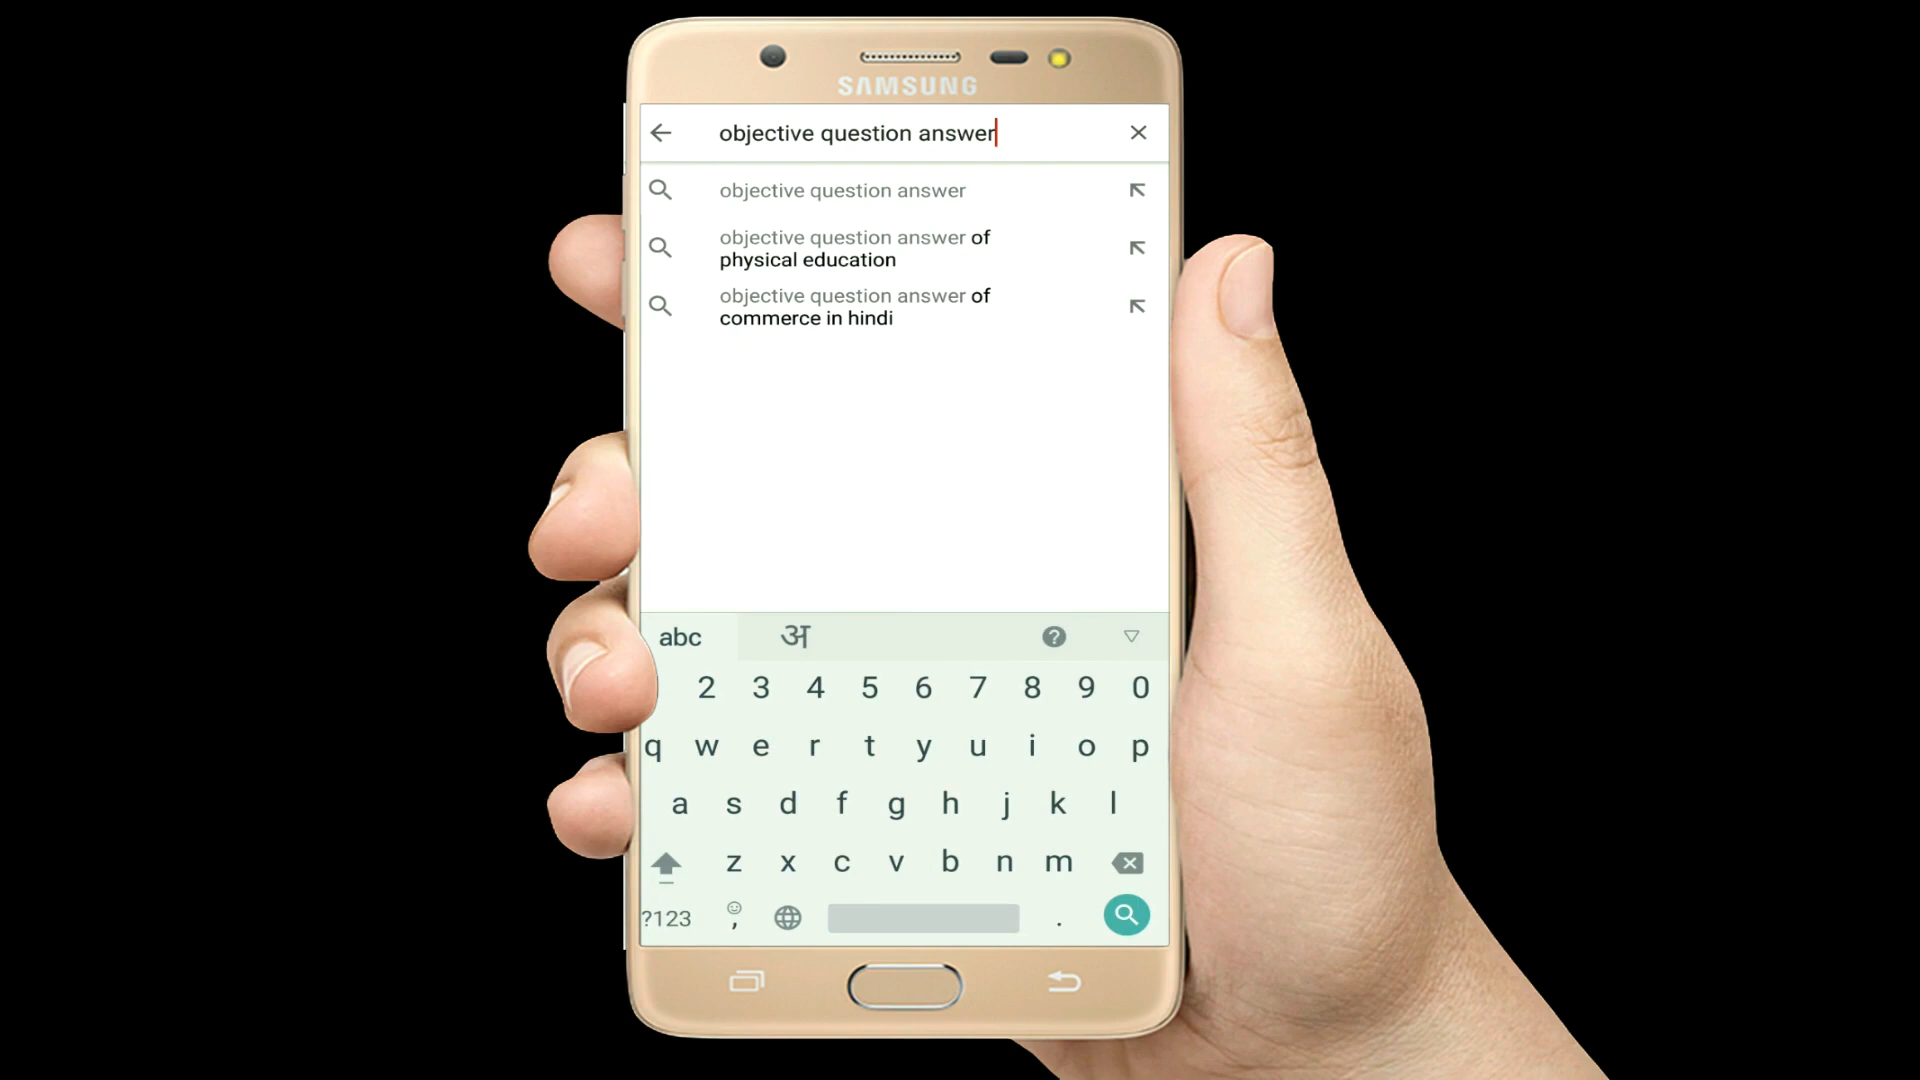 SAMSUNG
objective question answer
objective question answer
objective question answer of
physical education
objective question answer of
commerce in hindi
abc अ ?
2 3 4 5 6 7 8 9 0
q w e r t y u i o p
a s d f g h j k l
z x c v b n m
?123 , .